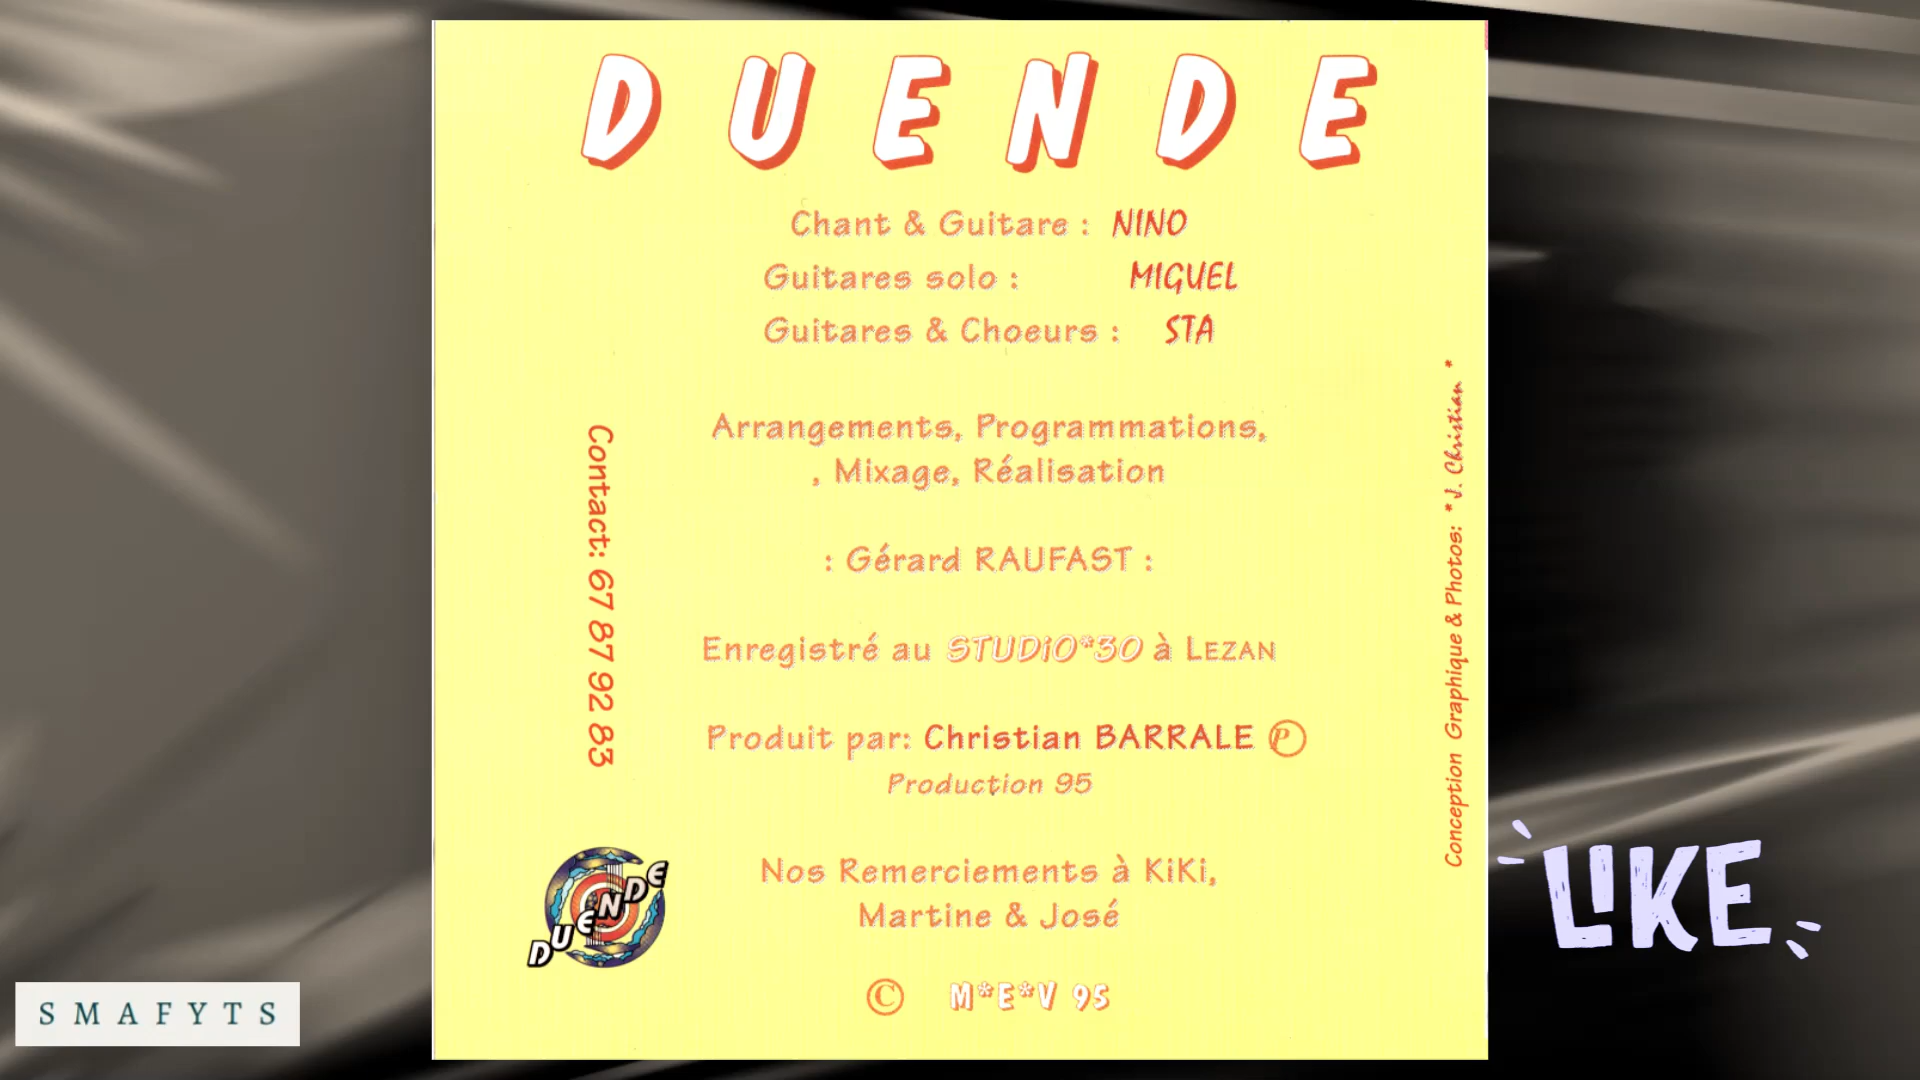 DUENDE
Chant & Guitare : NINO
Guitares solo : MIGUEL
Guitares & Choeurs : STA
Arrangements, Programmations,
, Mixage, Réalisation
: Gérard RAUFAST :
Enregistré au STUDiO*30 à LEZAN
Produit par: Christian BARRALE Ⓟ
Production 95
Nos Remerciements à KiKi,
Martine & José
© M*E*V 95
Contact: 67 87 92 83
Conception Graphique & Photos: * J. Christian *
DUENDE
SMAFYTS
LIKE